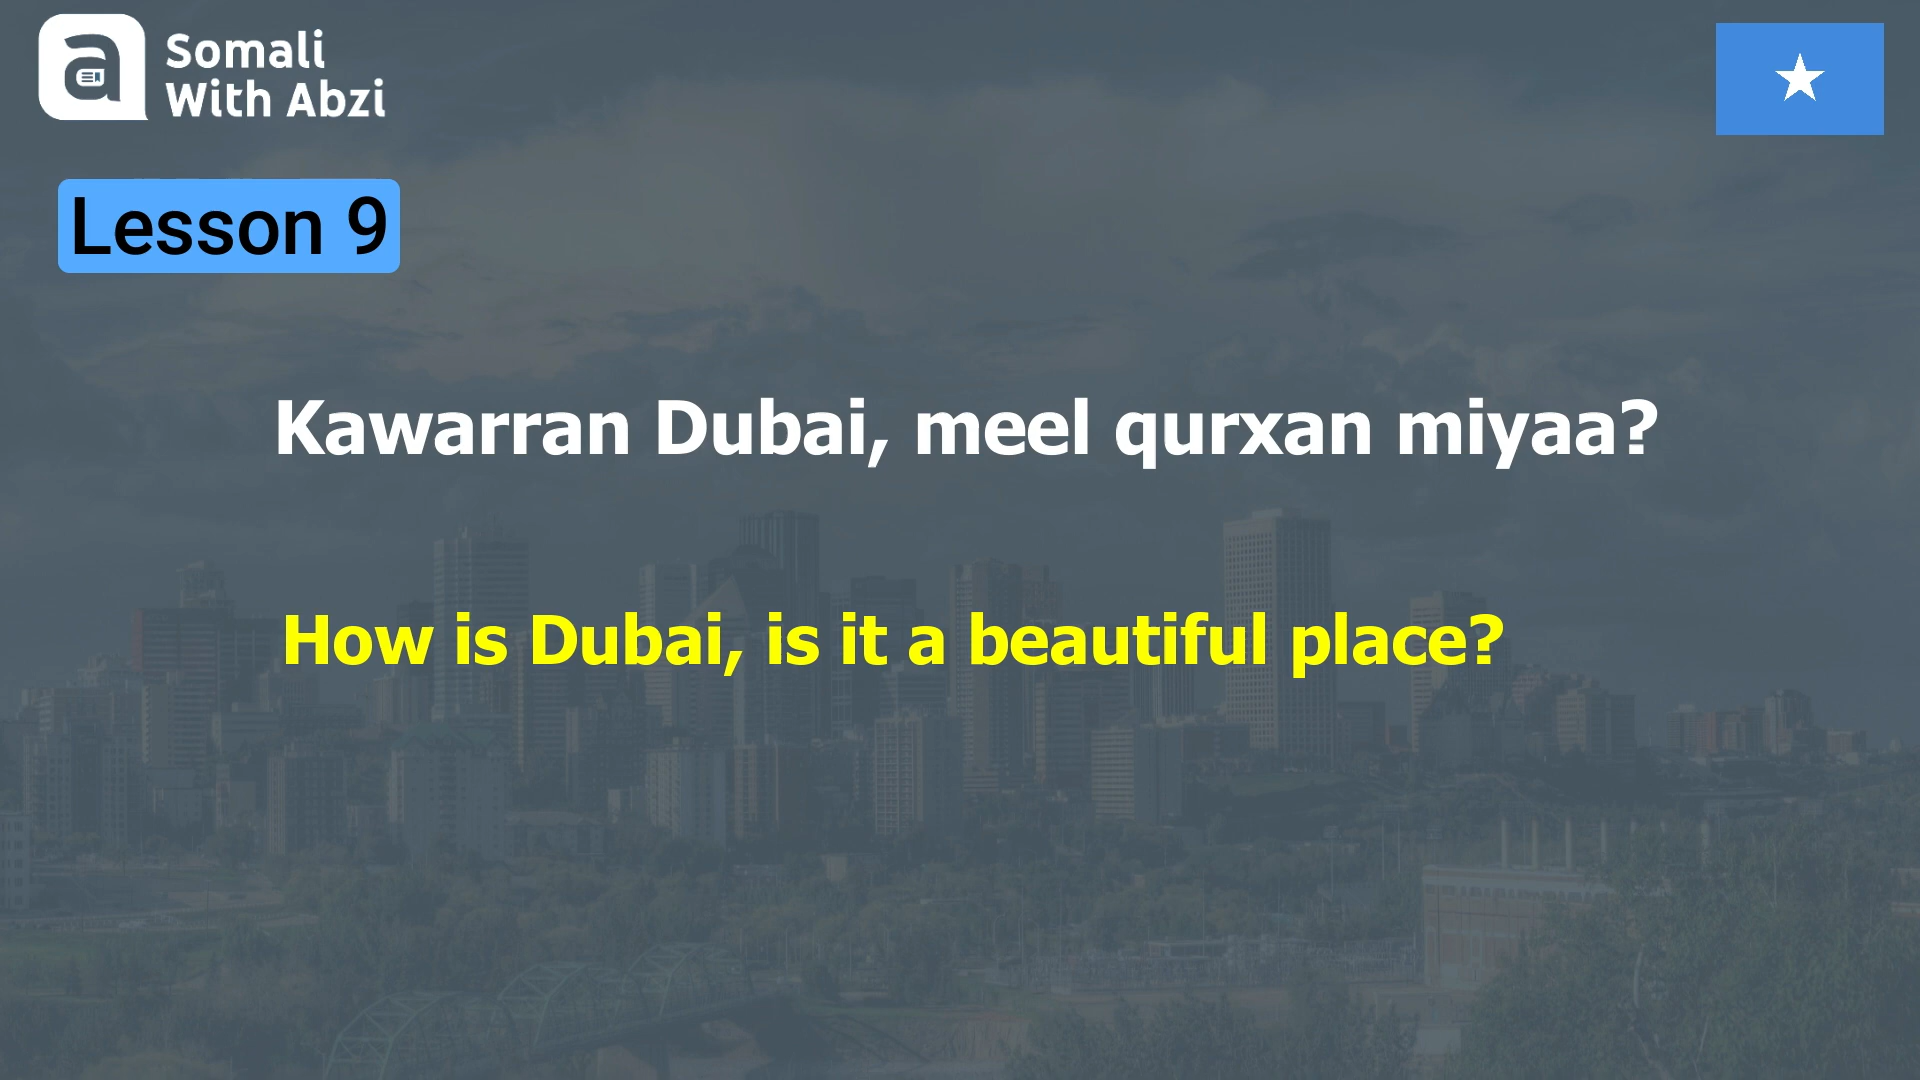 Somali
With Abzi
Lesson 9
Kawarran Dubai, meel qurxan miyaa?
How is Dubai, is it a beautiful place?